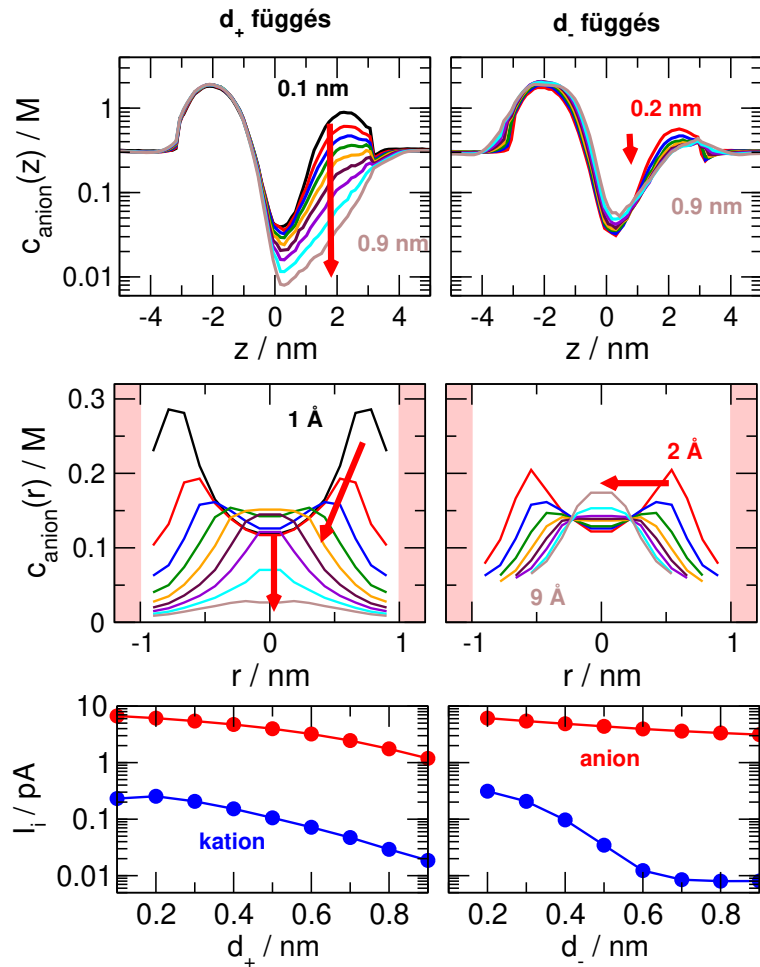 d₊ függés
d₋ függés
c_anion(z) / M
1
0.1
0.01
0.1 nm
0.9 nm
0.2 nm
0.9 nm
-4 -2 0 2 4
-4 -2 0 2 4
z / nm
z / nm
c_anion(r) / M
0.3
0.2
0.1
0
1 Å
2 Å
9 Å
-1 0 1
-1 0 1
r / nm
r / nm
I_i / pA
10
1
0.1
0.01
kation
anion
0.2 0.4 0.6 0.8
0.2 0.4 0.6 0.8
d₊ / nm
d₋ / nm